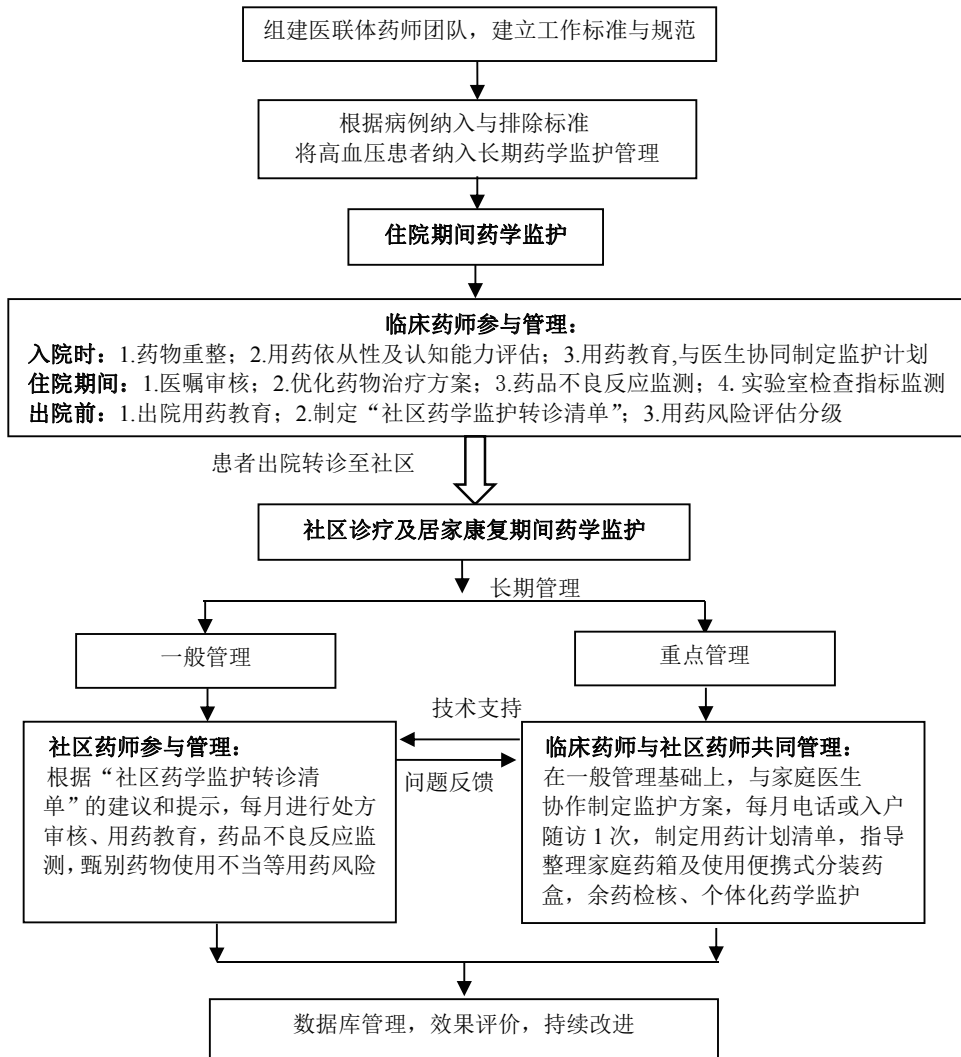 组建医联体药师团队，建立工作标准与规范
根据病例纳入与排除标准
将高血压患者纳入长期药学监护管理
住院期间药学监护
临床药师参与管理：
入院时：1.药物重整；2.用药依从性及认知能力评估；3.用药教育,与医生协同制定监护计划
住院期间：1.医嘱审核；2.优化药物治疗方案；3.药品不良反应监测；4. 实验室检查指标监测
出院前：1.出院用药教育；2.制定“社区药学监护转诊清单”；3.用药风险评估分级
患者出院转诊至社区
社区诊疗及居家康复期间药学监护
长期管理
一般管理
重点管理
技术支持
问题反馈
社区药师参与管理：
根据“社区药学监护转诊清
单”的建议和提示，每月进行处方
审核、用药教育，药品不良反应监
测，甄别药物使用不当等用药风险
临床药师与社区药师共同管理：
在一般管理基础上，与家庭医生
协作制定监护方案，每月电话或入户
随访 1 次，制定用药计划清单，指导
整理家庭药箱及使用便携式分装药
盒，余药检核、个体化药学监护
数据库管理，效果评价，持续改进